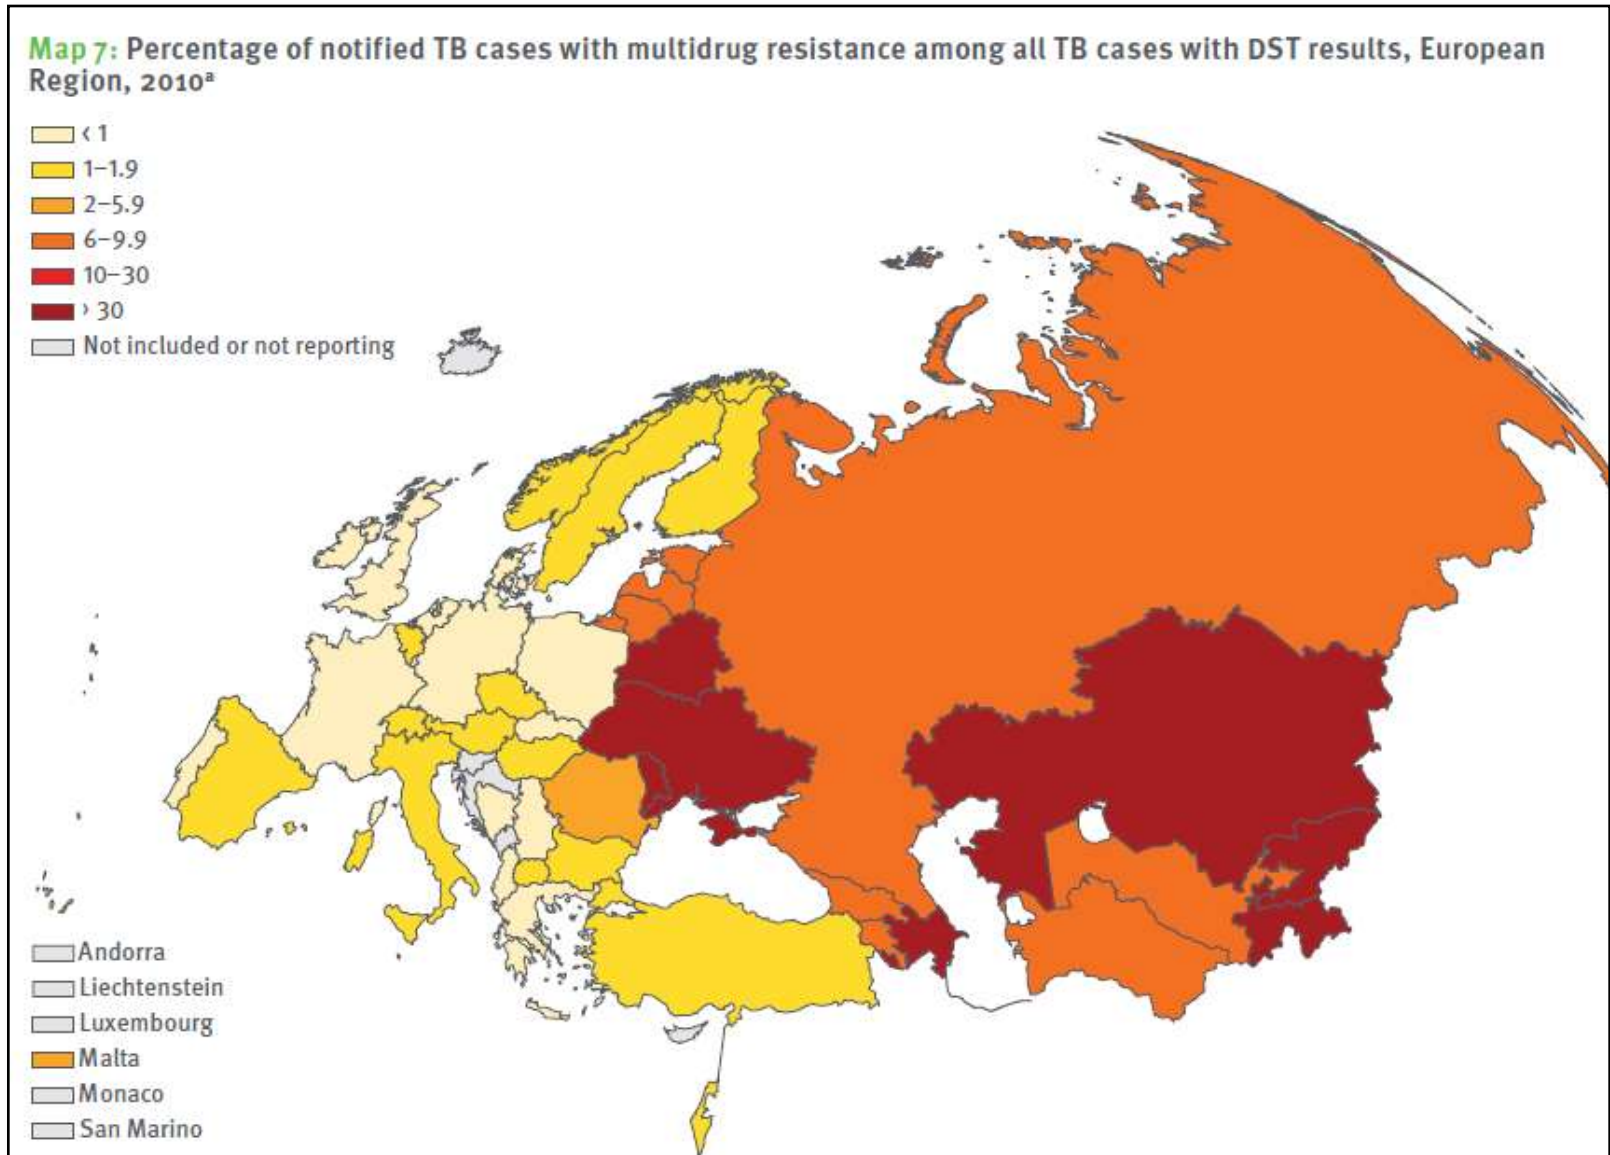 Map 7: Percentage of notified TB cases with multidrug resistance among all TB cases with DST results, European
Region, 2010ª
< 1
1–1.9
2–5.9
6–9.9
10–30
> 30
Not included or not reporting
Andorra
Liechtenstein
Luxembourg
Malta
Monaco
San Marino